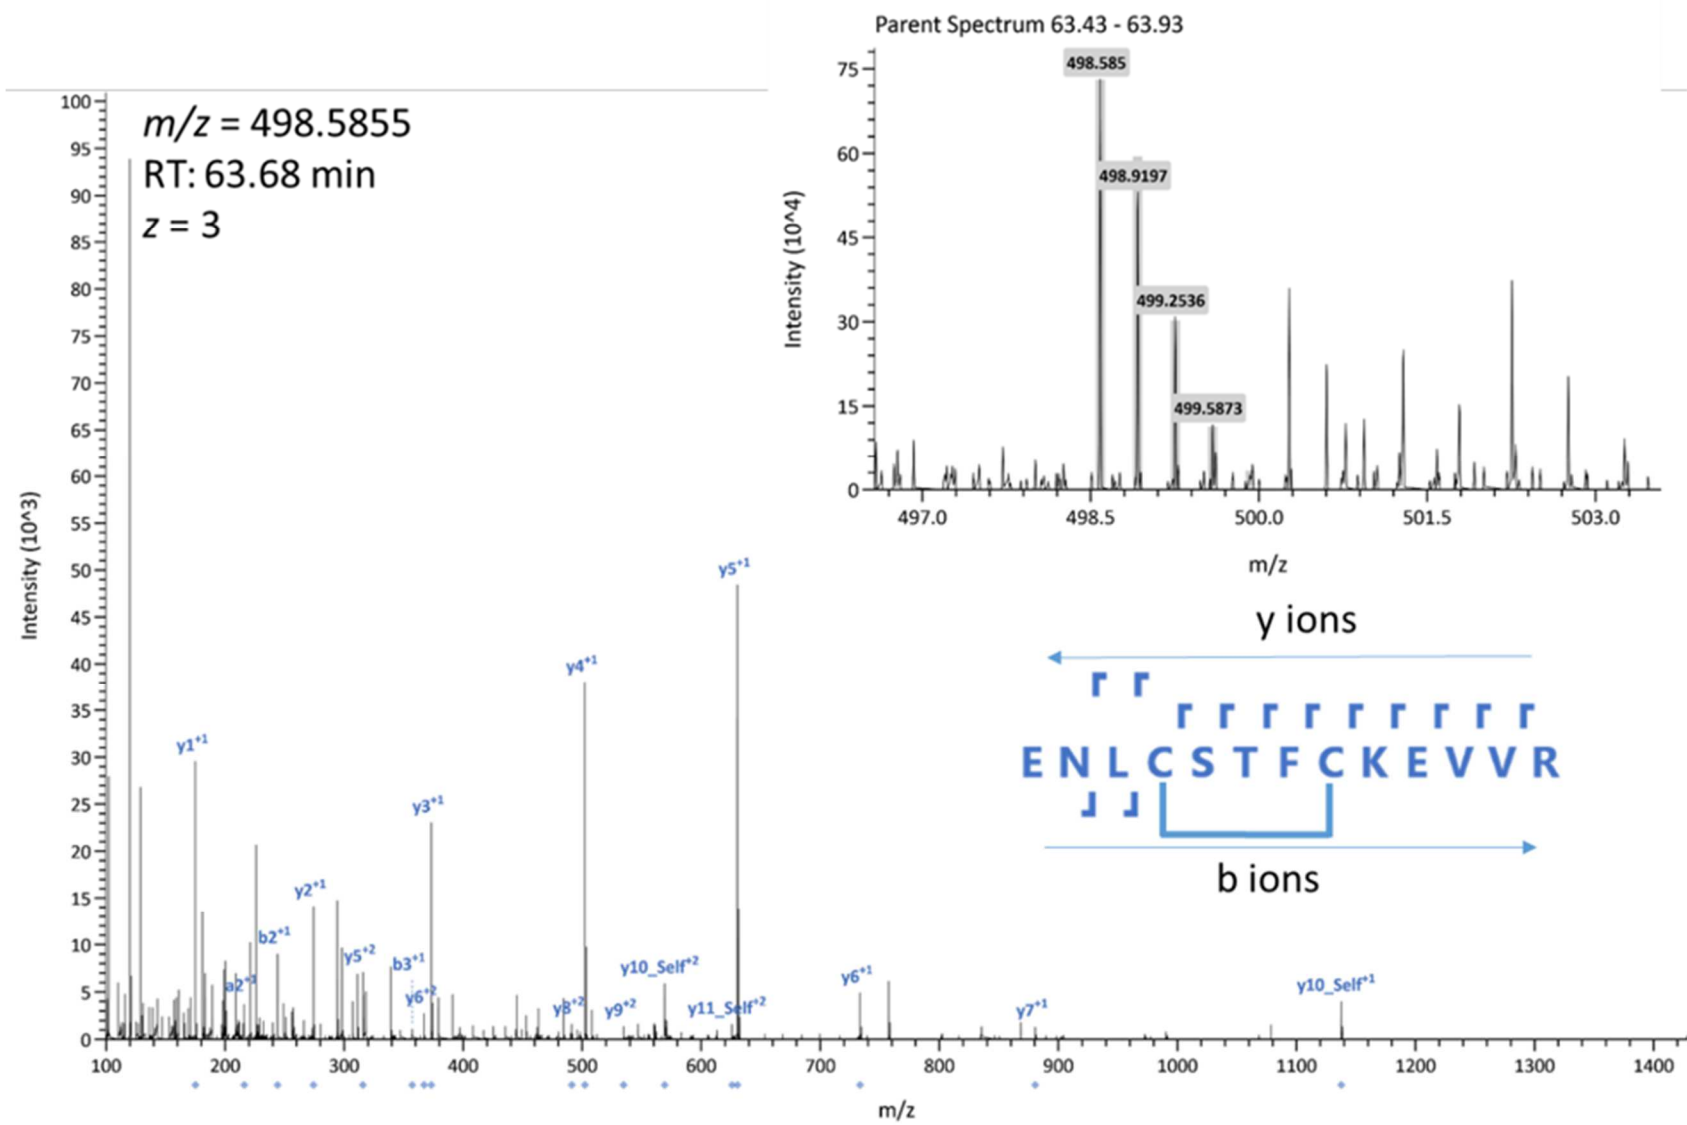 Parent Spectrum 63.43 - 63.93
m/z = 498.5855
RT: 63.68 min
z = 3
Intensity (10^3)
100
95
90
85
80
75
70
65
60
55
50
45
40
35
30
25
20
15
10
5
0
y1+1
a2+1
b2+1
y2+1
y5+2
b3+1
y6+2
y3+1
y8+2
y4+1
y9+2
y10_Self+2
y11_Self+2
y5+1
y6+1
y7+1
y10_Self+1
100 200 300 400 500 600 700 800 900 1000 1100 1200 1300 1400
m/z
Intensity (10^4)
75
60
45
30
15
0
498.585
498.9197
499.2536
499.5873
497.0 498.5 500.0 501.5 503.0
m/z
y ions
E N L C S T F C K E V V R
b ions